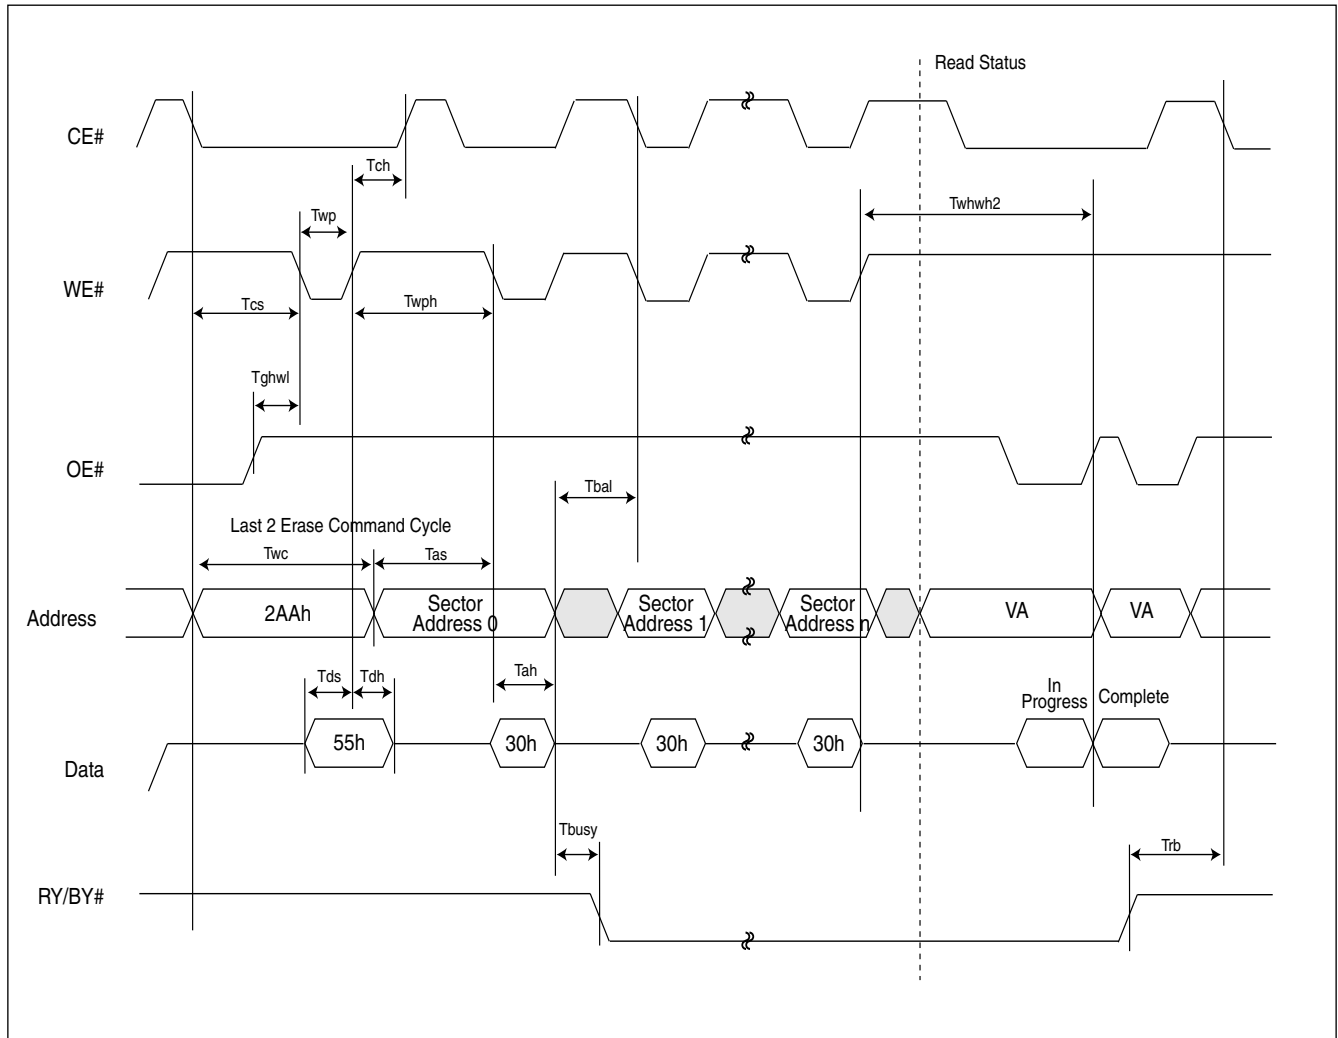 Read Status
CE#
Tch
Twp
Twhwh2
WE#
Tcs
Twph
Tghwl
OE#
Tbal
Last 2 Erase Command Cycle
Twc
Tas
Address
2AAh
Sector
Address 0
Sector
Address 1
Sector
Address n
VA
VA
Tds
Tdh
Tah
In
Progress
Complete
Data
55h
30h
30h
30h
Tbusy
Trb
RY/BY#